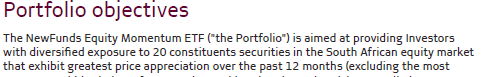 Portfolio objectives
The NewFunds Equity Momentum ETF ("the Portfolio") is aimed at providing Investors
with diversified exposure to 20 constituents securities in the South African equity market
that exhibit greatest price appreciation over the past 12 months (excluding the most